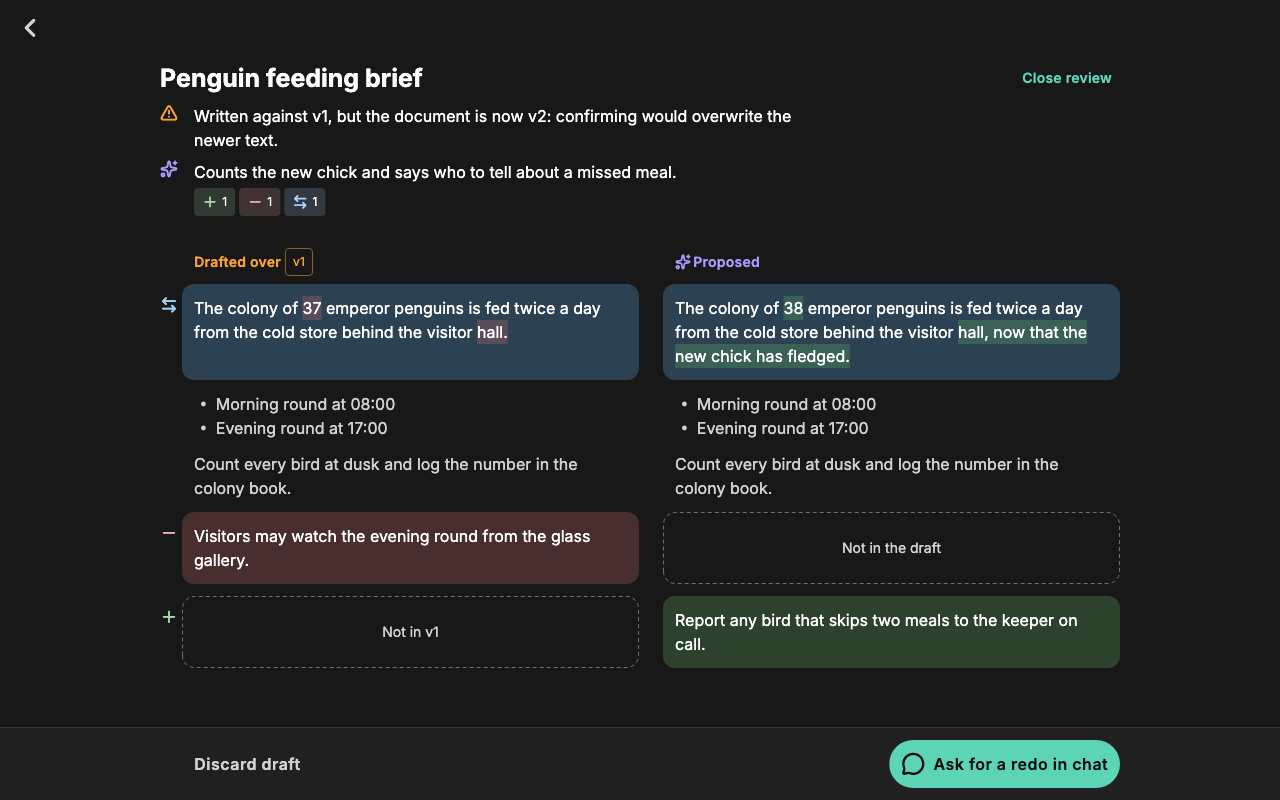 Penguin feeding brief
Close review
Written against v1, but the document is now v2: confirming would overwrite the
newer text.
Counts the new chick and says who to tell about a missed meal.
+ 1 − 1 1
Drafted over v1
Proposed
The colony of 37 emperor penguins is fed twice a day
from the cold store behind the visitor hall.
The colony of 38 emperor penguins is fed twice a day
from the cold store behind the visitor hall, now that the
new chick has fledged.
• Morning round at 08:00
• Evening round at 17:00
• Morning round at 08:00
• Evening round at 17:00
Count every bird at dusk and log the number in the
colony book.
Count every bird at dusk and log the number in the
colony book.
Visitors may watch the evening round from the glass
gallery.
Not in the draft
Not in v1
Report any bird that skips two meals to the keeper on
call.
Discard draft
Ask for a redo in chat